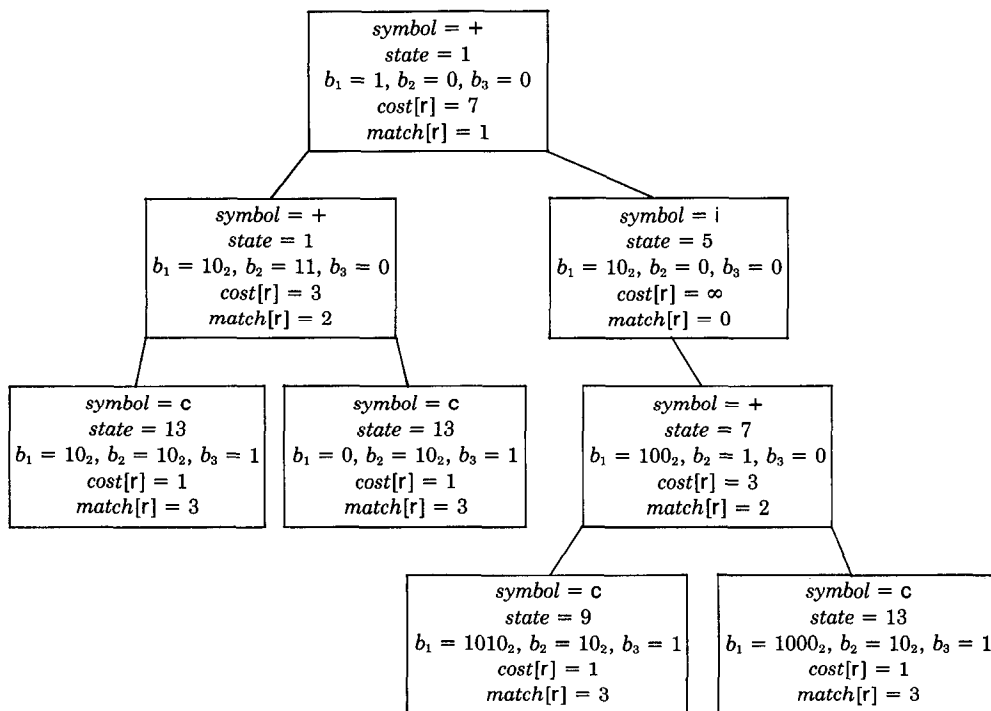 symbol = +
state = 1
b₁ = 1, b₂ = 0, b₃ = 0
cost[r] = 7
match[r] = 1
symbol = +
state = 1
b₁ = 10₂, b₂ = 11, b₃ = 0
cost[r] = 3
match[r] = 2
symbol = i
state = 5
b₁ = 10₂, b₂ = 0, b₃ = 0
cost[r] = ∞
match[r] = 0
symbol = c
state = 13
b₁ = 10₂, b₂ = 10₂, b₃ = 1
cost[r] = 1
match[r] = 3
symbol = c
state = 13
b₁ = 0, b₂ = 10₂, b₃ = 1
cost[r] = 1
match[r] = 3
symbol = +
state = 7
b₁ = 100₂, b₂ = 1, b₃ = 0
cost[r] = 3
match[r] = 2
symbol = c
state = 9
b₁ = 1010₂, b₂ = 10₂, b₃ = 1
cost[r] = 1
match[r] = 3
symbol = c
state = 13
b₁ = 1000₂, b₂ = 10₂, b₃ = 1
cost[r] = 1
match[r] = 3